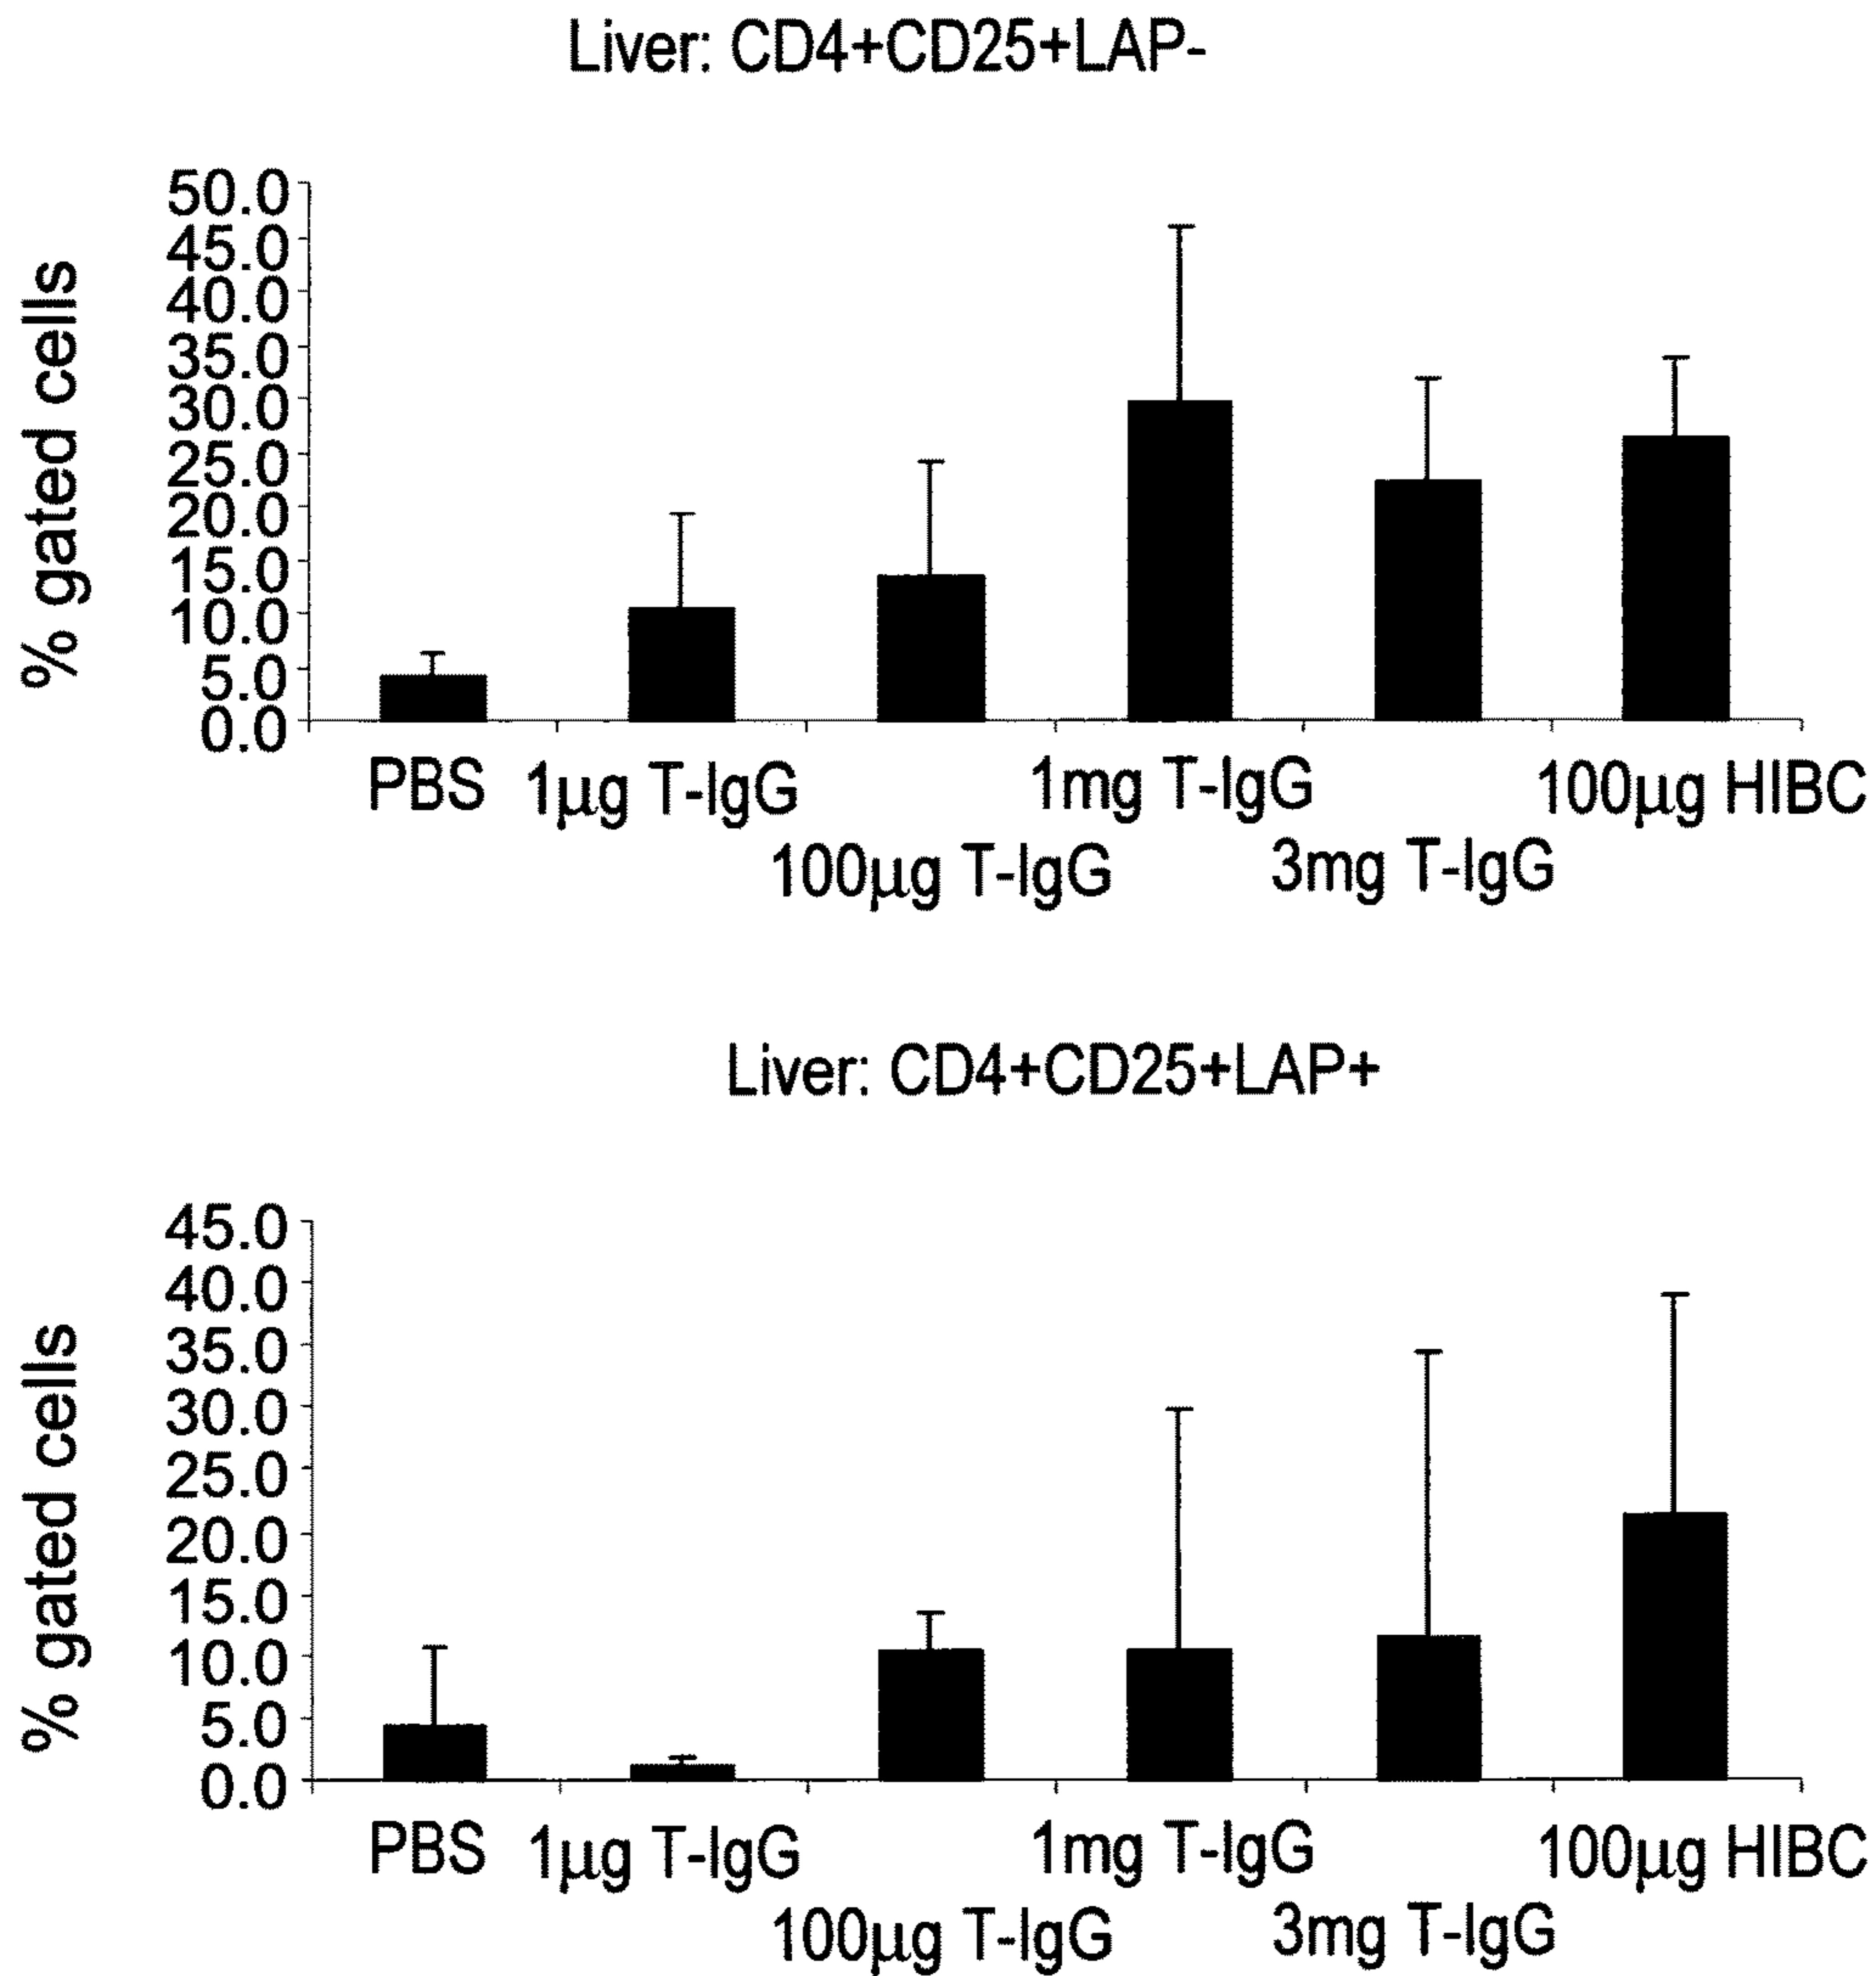 Liver: CD4+CD25+LAP-
% gated cells
50.0
45.0
40.0
35.0
30.0
25.0
20.0
15.0
10.0
5.0
0.0
PBS 1µg T-IgG 1mg T-IgG 100µg HIBC
100µg T-IgG 3mg T-IgG
Liver: CD4+CD25+LAP+
% gated cells
45.0
40.0
35.0
30.0
25.0
20.0
15.0
10.0
5.0
0.0
PBS 1µg T-IgG 1mg T-IgG 100µg HIBC
100µg T-IgG 3mg T-IgG